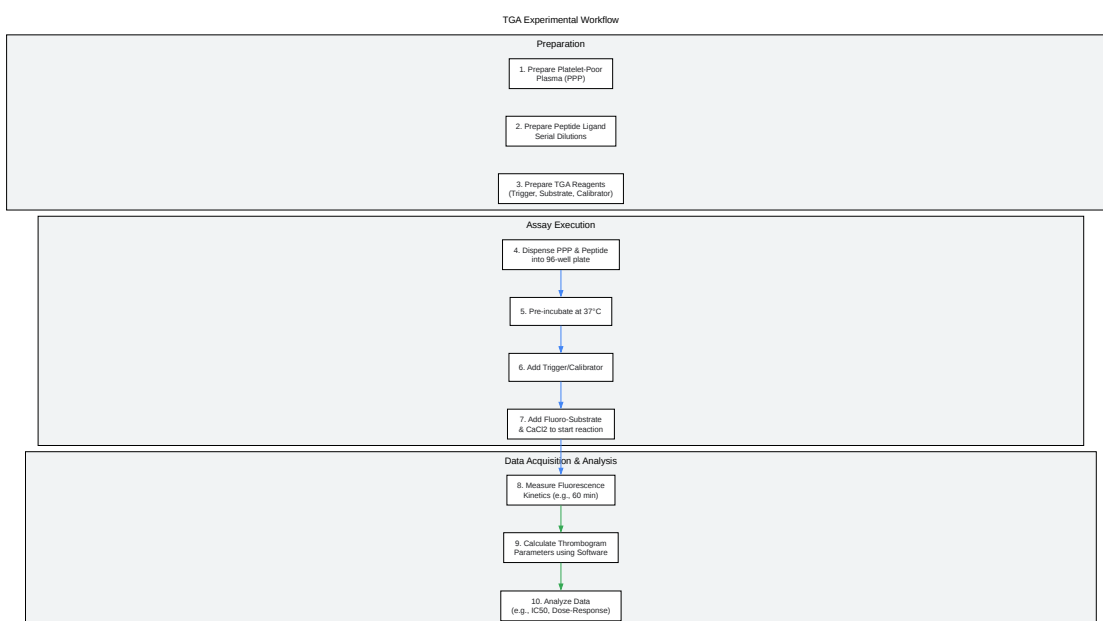 TGA Experimental Workflow
Preparation
1. Prepare Platelet-Poor
Plasma (PPP)
2. Prepare Peptide Ligand
Serial Dilutions
3. Prepare TGA Reagents
(Trigger, Substrate, Calibrator)
Assay Execution
4. Dispense PPP & Peptide
into 96-well plate
5. Pre-incubate at 37°C
6. Add Trigger/Calibrator
7. Add Fluoro-Substrate
& CaCl2 to start reaction
Data Acquisition & Analysis
8. Measure Fluorescence
Kinetics (e.g., 60 min)
9. Calculate Thrombogram
Parameters using Software
10. Analyze Data
(e.g., IC50, Dose-Response)